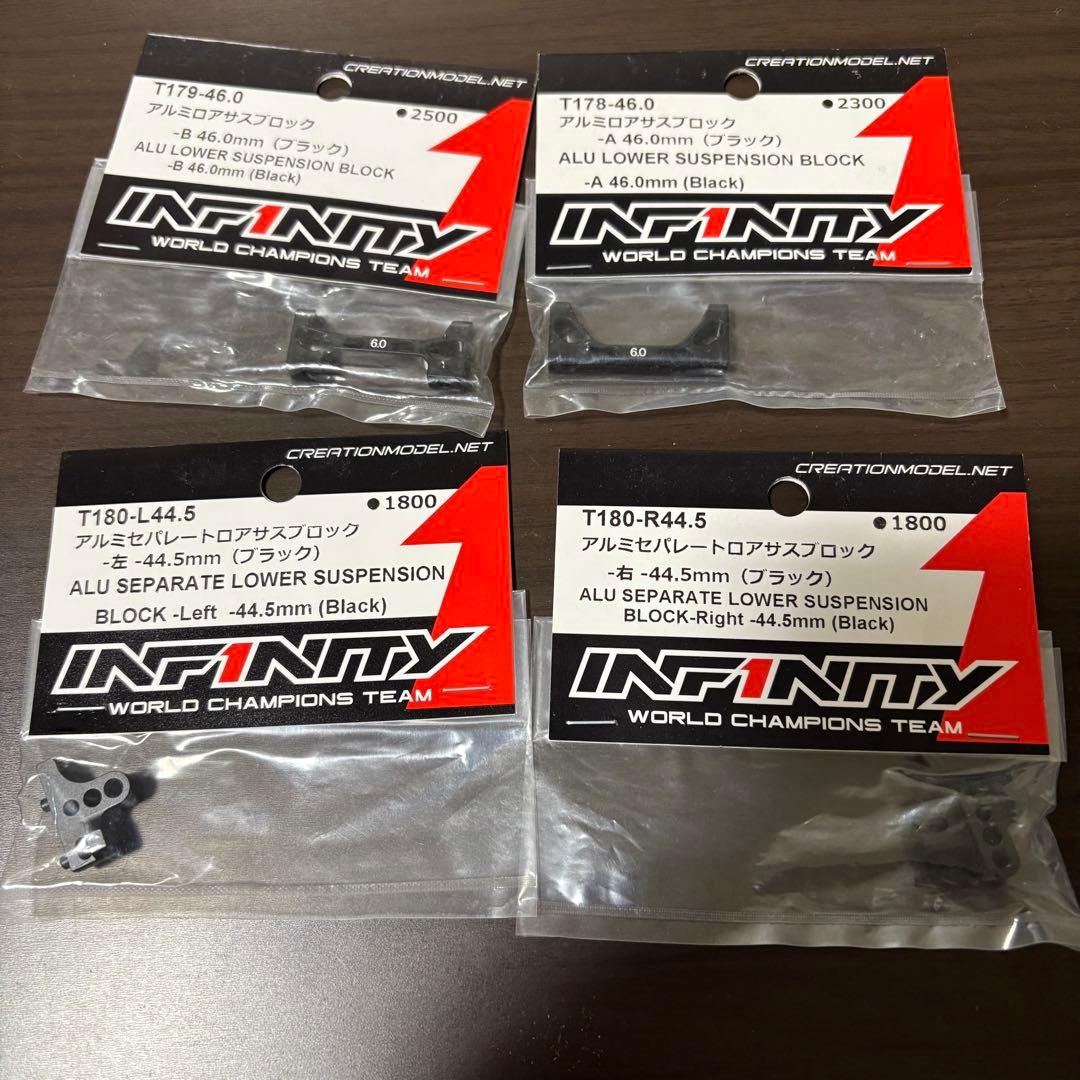 CREATIONMODEL.NET
T179-46.0 ●2500
アルミロアサスブロック
-B 46.0mm（ブラック）
ALU LOWER SUSPENSION BLOCK
-B 46.0mm (Black)
INF1NITY
WORLD CHAMPIONS TEAM
6.0
CREATIONMODEL.NET
T178-46.0 ●2300
アルミロアサスブロック
-A 46.0mm（ブラック）
ALU LOWER SUSPENSION BLOCK
-A 46.0mm (Black)
INF1NITY
WORLD CHAMPIONS TEAM
6.0
CREATIONMODEL.NET
T180-L44.5 ●1800
アルミセパレートロアサスブロック
-左 -44.5mm（ブラック）
ALU SEPARATE LOWER SUSPENSION
BLOCK -Left -44.5mm (Black)
INF1NITY
WORLD CHAMPIONS TEAM
CREATIONMODEL.NET
T180-R44.5 ●1800
アルミセパレートロアサスブロック
-右 -44.5mm（ブラック）
ALU SEPARATE LOWER SUSPENSION
BLOCK-Right -44.5mm (Black)
INF1NITY
WORLD CHAMPIONS TEAM